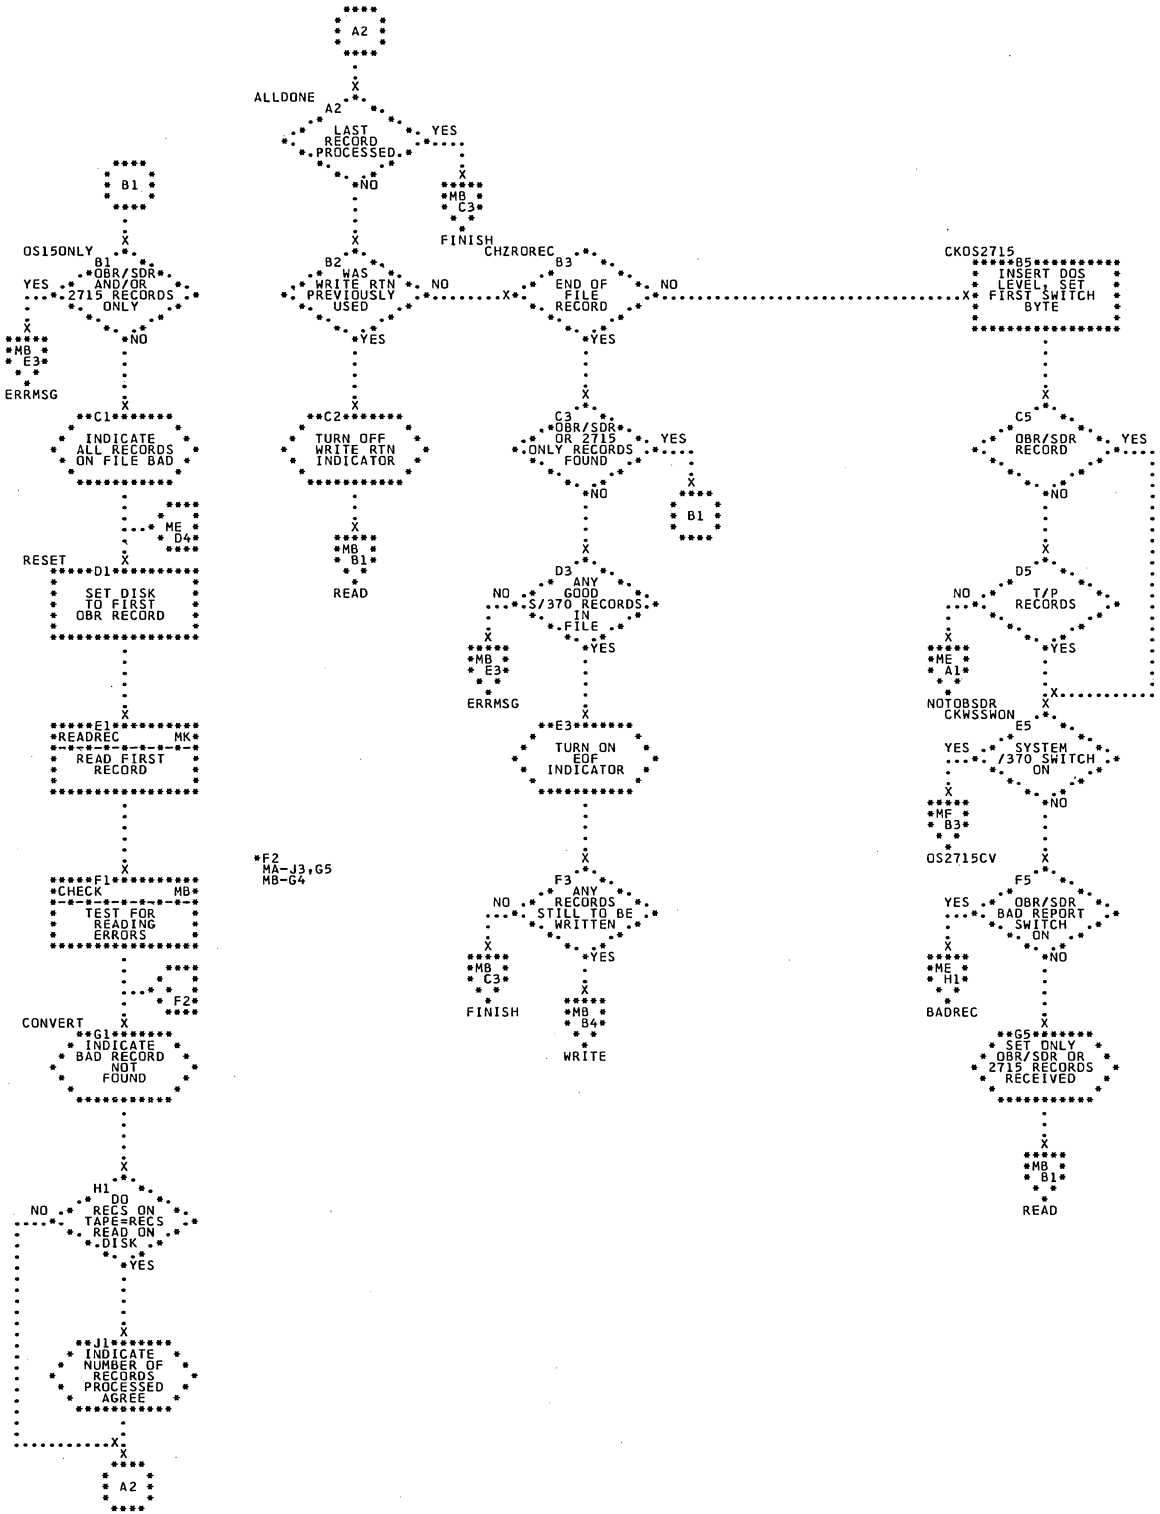 A2
ALLDONE
A2
LAST
RECORD
PROCESSED
YES
NO
MB
C3
FINISH
B1
OS15ONLY
B1
OBR/SDR
AND/OR
2715 RECORDS
ONLY
YES
NO
MB
E3
ERRMSG
B2
WAS
WRITE RTN
PREVIOUSLY
USED
NO
YES
CHZROREC
B3
END OF
FILE
RECORD
NO
YES
CKOS2715
B5
INSERT DOS
LEVEL, SET
FIRST SWITCH
BYTE
C1
INDICATE
ALL RECORDS
ON FILE BAD
C2
TURN OFF
WRITE RTN
INDICATOR
MB
B1
READ
C3
OBR/SDR
OR 2715
ONLY RECORDS
FOUND
YES
NO
B1
C5
OBR/SDR
RECORD
YES
NO
ME
D4
RESET
D1
SET DISK
TO FIRST
OBR RECORD
D3
ANY
GOOD
S/370 RECORDS
IN
FILE
NO
YES
MB
E3
ERRMSG
D5
T/P
RECORDS
NO
YES
ME
A1
NOTOBSDR
CKWSSWON
E1
READREC MK
READ FIRST
RECORD
E3
TURN ON
EOF
INDICATOR
E5
SYSTEM
/370 SWITCH
ON
YES
NO
MF
B3
OS2715CV
F1
CHECK MB
TEST FOR
READING
ERRORS
*F2
MA-J3,G5
MB-G4
F3
ANY
RECORDS
STILL TO BE
WRITTEN
NO
YES
MB
C3
FINISH
MB
B4
WRITE
F5
OBR/SDR
BAD REPORT
SWITCH
ON
YES
NO
ME
H1
BADREC
F2
CONVERT
G1
INDICATE
BAD RECORD
NOT
FOUND
G5
SET ONLY
OBR/SDR OR
2715 RECORDS
RECEIVED
MB
B1
READ
H1
DO
RECS ON
TAPE=RECS
READ ON
DISK
NO
YES
J1
INDICATE
NUMBER OF
RECORDS
PROCESSED
AGREE
A2